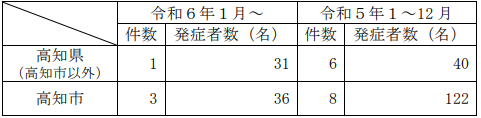 令和６年１月～ 令和５年１～12月
件数 発症者数（名） 件数 発症者数（名）
高知県
（高知市以外） 1 31 6 40
高知市 3 36 8 122